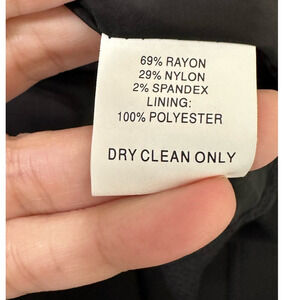 69% RAYON
29% NYLON
2% SPANDEX
LINING:
100% POLYESTER
DRY CLEAN ONLY